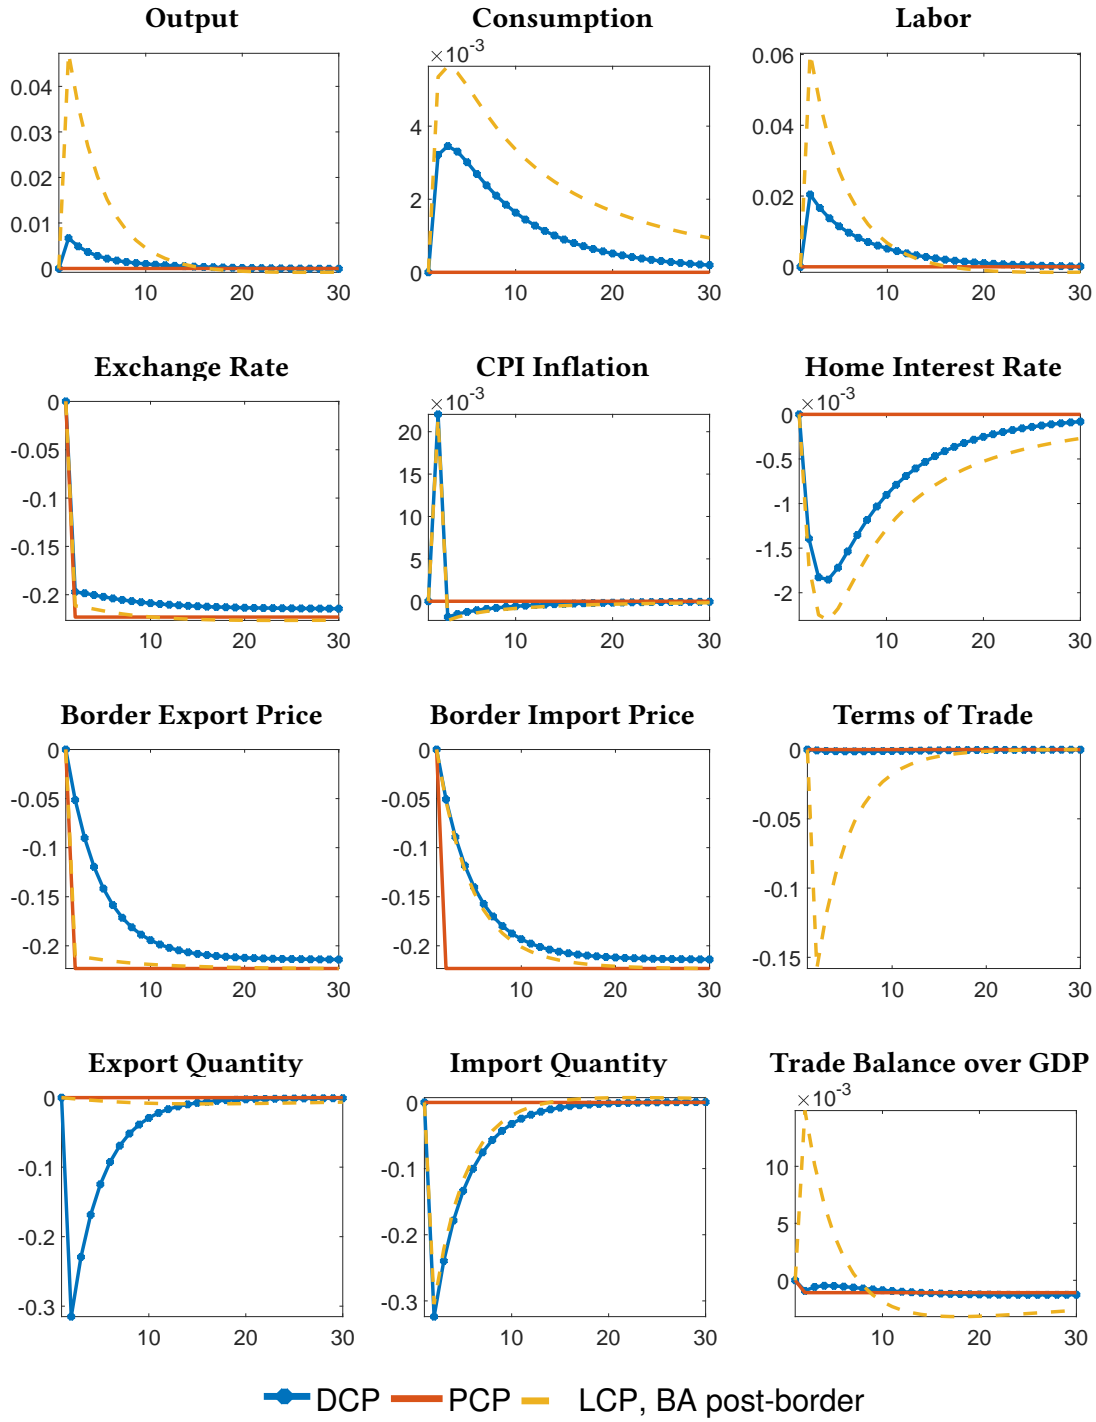 Output
0.04
0.03
0.02
0.01
0
10 20 30
Consumption
×10⁻³
4
2
0
10 20 30
Labor
0.06
0.04
0.02
0
10 20 30
Exchange Rate
0
-0.05
-0.1
-0.15
-0.2
10 20 30
CPI Inflation
×10⁻³
20
15
10
5
0
10 20 30
Home Interest Rate
×10⁻³
0
-0.5
-1
-1.5
-2
10 20 30
Border Export Price
0
-0.05
-0.1
-0.15
-0.2
10 20 30
Border Import Price
0
-0.05
-0.1
-0.15
-0.2
10 20 30
Terms of Trade
0
-0.05
-0.1
-0.15
10 20 30
Export Quantity
0
-0.1
-0.2
-0.3
10 20 30
Import Quantity
0
-0.1
-0.2
-0.3
10 20 30
Trade Balance over GDP
×10⁻³
10
5
0
10 20 30
DCP PCP LCP, BA post-border